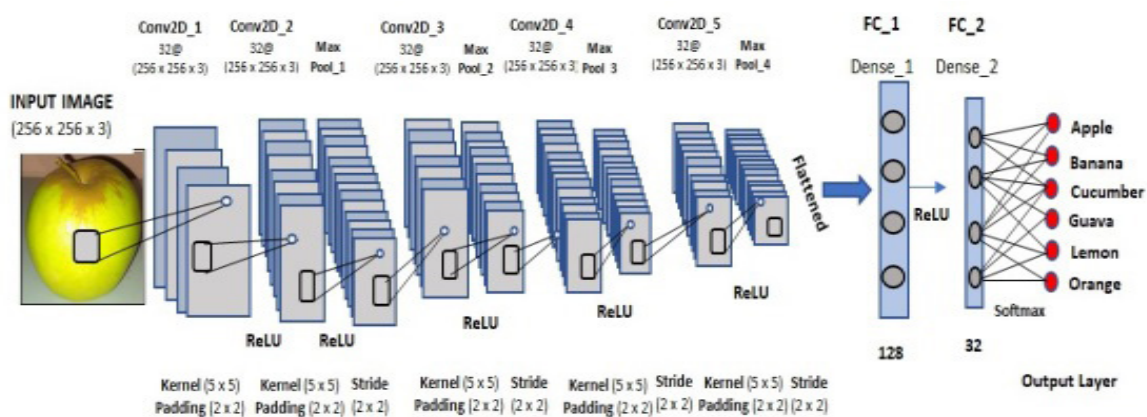 Conv2D_1 Conv2D_2 Conv2D_3 Conv2D_4 Conv2D_5 FC_1 FC_2
32@ 32@ Max 32@ Max 32@ Max 32@ Max
(256 x 256 x 3) (256 x 256 x 3) Pool_1 (256 x 256 x 3) Pool_2 (256 x 256 x 3) Pool_3 (256 x 256 x 3) Pool_4 Dense_1 Dense_2
INPUT IMAGE
(256 x 256 x 3)
Flattened
ReLU
Apple
Banana
Cucumber
Guava
Lemon
Orange
Softmax
ReLU ReLU ReLU ReLU ReLU
128 32
Output Layer
Kernel (5 x 5) Kernel (5 x 5) Stride Kernel (5 x 5) Stride Kernel (5 x 5) Stride Kernel (5 x 5) Stride
Padding (2 x 2) Padding (2 x 2) (2 x 2) Padding (2 x 2) (2 x 2) Padding (2 x 2) (2 x 2) Padding (2 x 2) (2 x 2)